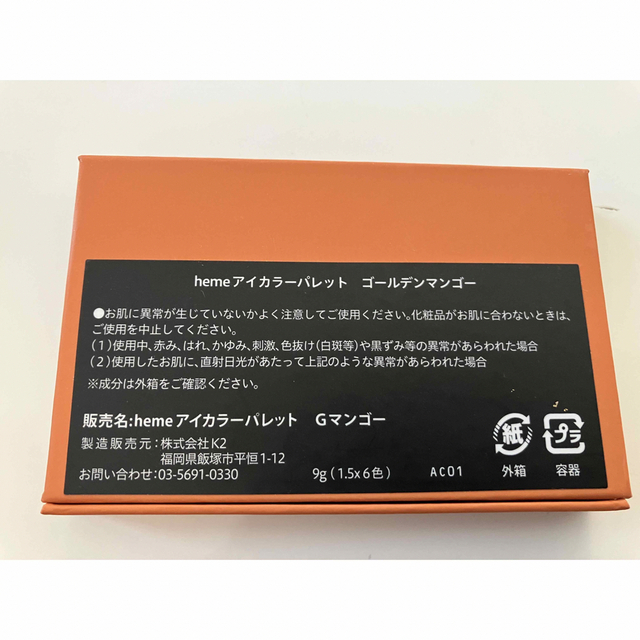 hemeアイカラーパレット　ゴールデンマンゴー
●お肌に異常が生じていないかよく注意してご使用ください。化粧品がお肌に合わないときは、
ご使用を中止してください。
（1）使用中、赤み、はれ、かゆみ、刺激、色抜け（白斑等）や黒ずみ等の異常があらわれた場合
（2）使用したお肌に、直射日光があたって上記のような異常があらわれた場合
※成分は外箱をご確認ください。
販売名:hemeアイカラーパレット　Gマンゴー
製造販売元：株式会社K2
福岡県飯塚市平恒1-12
お問い合わせ：03-5691-0330
9g（1.5x6色）
AC01
紙
外箱
プラ
容器